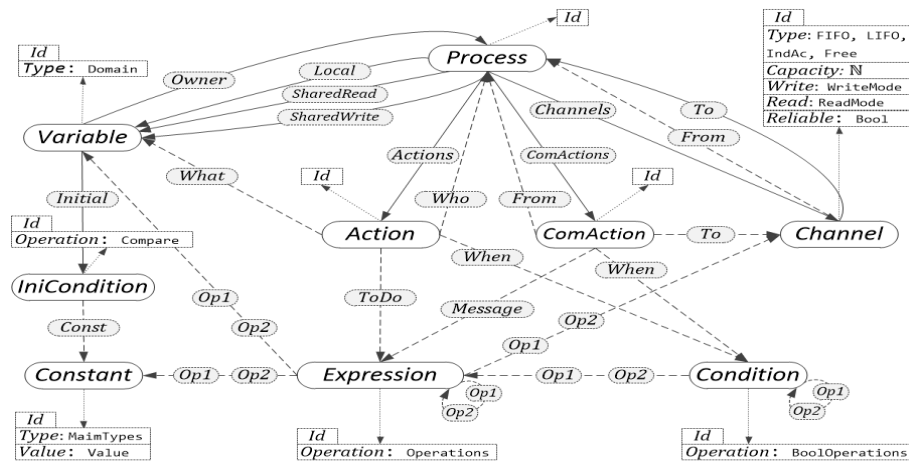 Id
Id
Type: FIFO, LIFO,
IndAc, Free
Capacity: ℕ
Write: WriteMode
Read: ReadMode
Reliable: Bool
Id
Type: Domain
Process
Owner
Local
SharedRead
SharedWrite
Channels
To
From
Variable
Actions
ComActions
What
Id
Who
From
Id
Initial
Action
ComAction
To
Channel
Id
Operation: Compare
When
When
IniCondition
Op1
ToDo
Message
Op2
Const
Op2
Op1
Constant
Op1
Op2
Expression
Op1
Op2
Condition
Op1
Op2
Op1
Op2
Id
Type: MaimTypes
Value: Value
Id
Operation: Operations
Id
Operation: BoolOperations